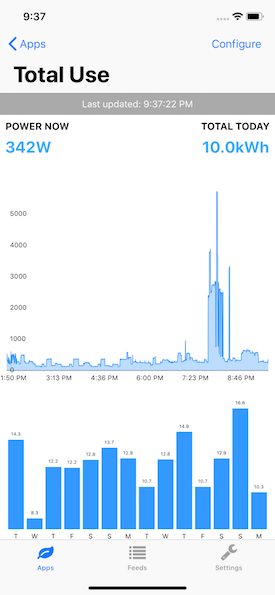 9:37
Apps
Configure
Total Use
Last updated: 9:37:22 PM
POWER NOW
TOTAL TODAY
342W
10.0kWh
5000
4000
3000
2000
1000
0
1:50 PM 3:13 PM 4:36 PM 6:00 PM 7:23 PM 8:46 PM
14.3 8.3 12.2 12.2 12.8 13.7 12.9 10.7 12.8 14.9 10.7 12.9 16.6 10.3
T W T F S S M T W T F S S M
Apps Feeds Settings